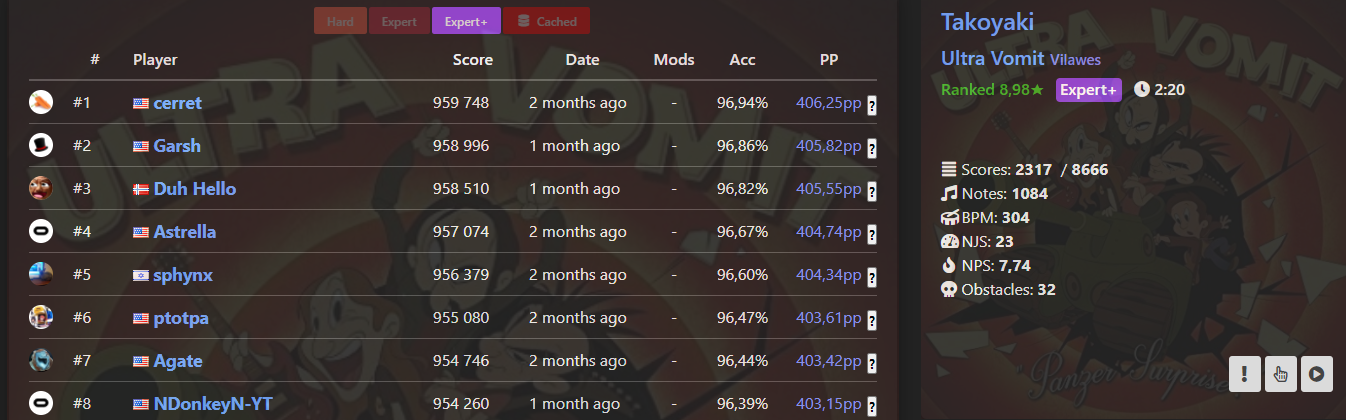 Hard Expert Expert+ Cached
# Player Score Date Mods Acc PP
#1 cerret 959 748 2 months ago - 96,94% 406,25pp ?
#2 Garsh 958 996 1 month ago - 96,86% 405,82pp ?
#3 Duh Hello 958 510 1 month ago - 96,82% 405,55pp ?
#4 Astrella 957 074 2 months ago - 96,67% 404,74pp ?
#5 sphynx 956 379 2 months ago - 96,60% 404,34pp ?
#6 ptotpa 955 080 2 months ago - 96,47% 403,61pp ?
#7 Agate 954 746 2 months ago - 96,44% 403,42pp ?
#8 NDonkeyN-YT 954 260 1 month ago - 96,39% 403,15pp ?
ULTRA VOMIT
Takoyaki
Ultra Vomit Vilawes
Ranked 8,98★ Expert+ 2:20
Scores: 2317 / 8666
Notes: 1084
BPM: 304
NJS: 23
NPS: 7,74
Obstacles: 32
ULTRA VOMIT
Panzer Surprise
!